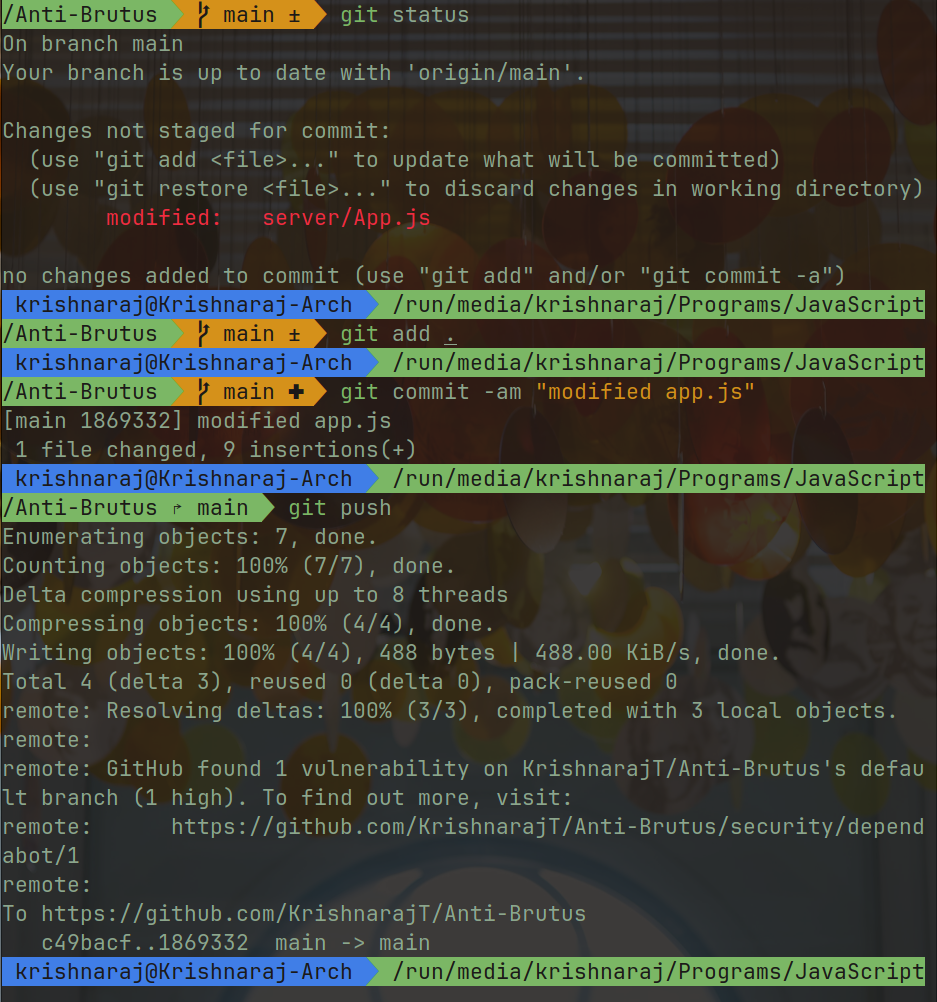 /Anti-Brutus main ± git status
On branch main
Your branch is up to date with 'origin/main'.
Changes not staged for commit:
  (use "git add <file>..." to update what will be committed)
  (use "git restore <file>..." to discard changes in working directory)
        modified:   server/App.js
no changes added to commit (use "git add" and/or "git commit -a")
krishnaraj@Krishnaraj-Arch /run/media/krishnaraj/Programs/JavaScript
/Anti-Brutus main ± git add .
krishnaraj@Krishnaraj-Arch /run/media/krishnaraj/Programs/JavaScript
/Anti-Brutus main ✚ git commit -am "modified app.js"
[main 1869332] modified app.js
 1 file changed, 9 insertions(+)
krishnaraj@Krishnaraj-Arch /run/media/krishnaraj/Programs/JavaScript
/Anti-Brutus ↱ main git push
Enumerating objects: 7, done.
Counting objects: 100% (7/7), done.
Delta compression using up to 8 threads
Compressing objects: 100% (4/4), done.
Writing objects: 100% (4/4), 488 bytes | 488.00 KiB/s, done.
Total 4 (delta 3), reused 0 (delta 0), pack-reused 0
remote: Resolving deltas: 100% (3/3), completed with 3 local objects.
remote:
remote: GitHub found 1 vulnerability on KrishnarajT/Anti-Brutus's defau
lt branch (1 high). To find out more, visit:
remote:      https://github.com/KrishnarajT/Anti-Brutus/security/depend
abot/1
remote:
To https://github.com/KrishnarajT/Anti-Brutus
   c49bacf..1869332  main -> main
krishnaraj@Krishnaraj-Arch /run/media/krishnaraj/Programs/JavaScript